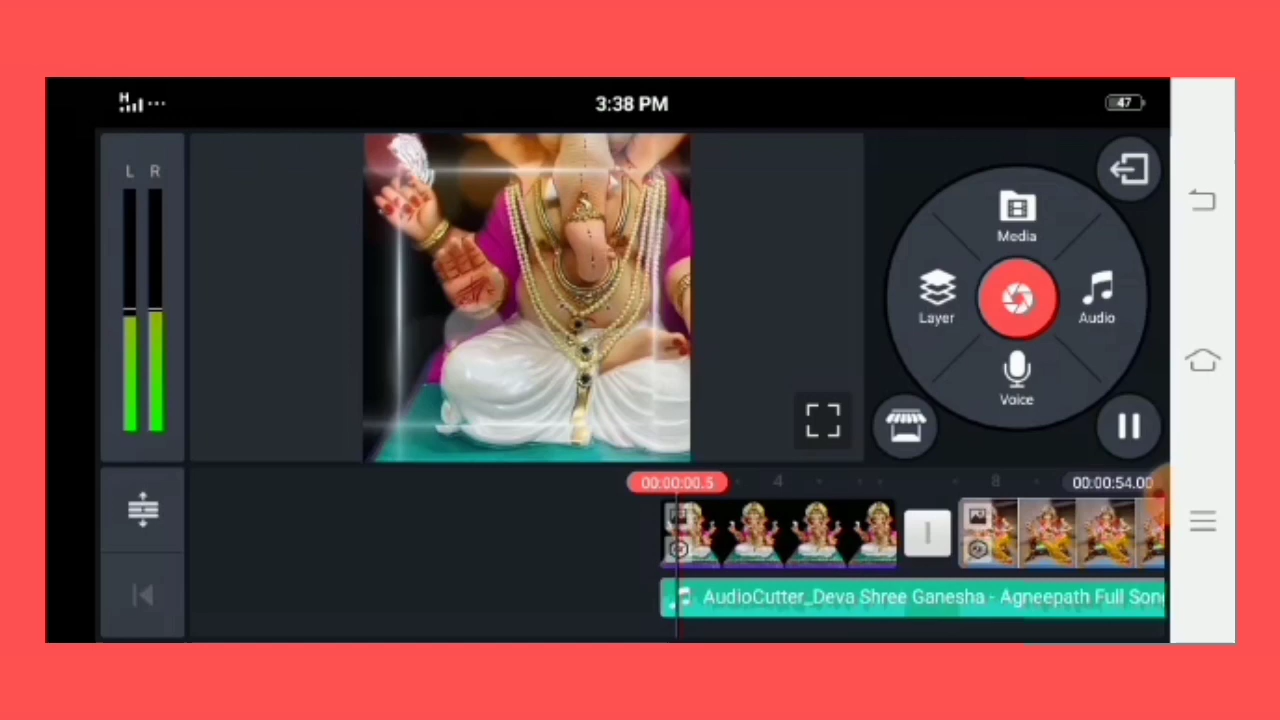 H
3:38 PM
47
L R
Media
Layer
Audio
Voice
00:00:00.5
4
8
00:00:54.00
AudioCutter_Deva Shree Ganesha - Agneepath Full Son